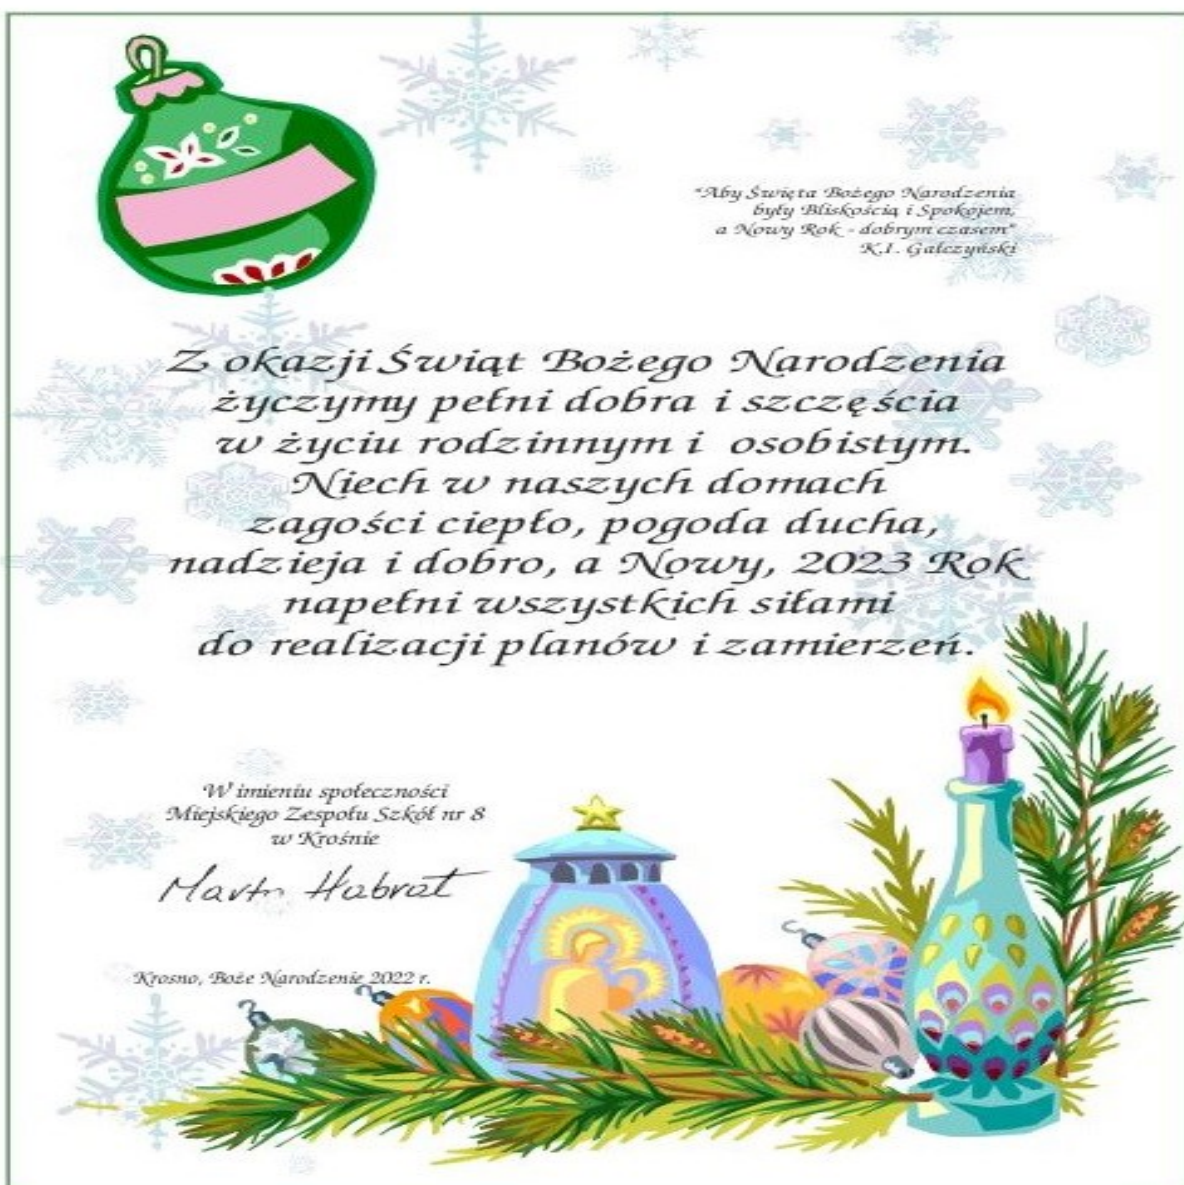 "Aby Święta Bożego Narodzenia
były Bliskością i Spokojem,
a Nowy Rok - dobrym czasem"
K.I. Gałczyński
Z okazji Świąt Bożego Narodzenia
życzymy pełni dobra i szczęścia
w życiu rodzinnym i osobistym.
Niech w naszych domach
zagości ciepło, pogoda ducha,
nadzieja i dobro, a Nowy, 2023 Rok
napełni wszystkich siłami
do realizacji planów i zamierzeń.
W imieniu społeczności
Miejskiego Zespołu Szkół nr 8
w Krośnie
Habrat
Krosno, Boże Narodzenie 2022 r.